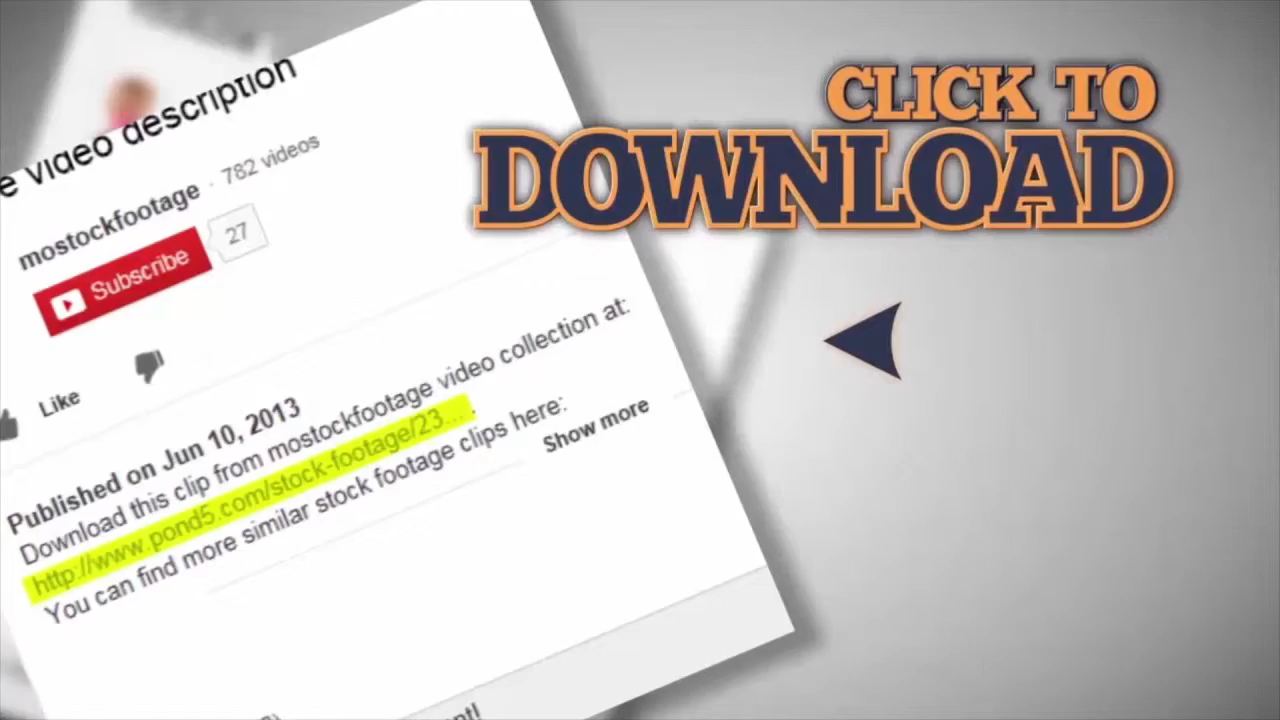 CLICK TO
DOWNLOAD
e video description
mostockfootage · 782 videos
Subscribe
27
Like
Published on Jun 10, 2013
Download this clip from mostockfootage video collection at:
http://www.pond5.com/stock-footage/23... .
You can find more similar stock footage clips here:
Show more